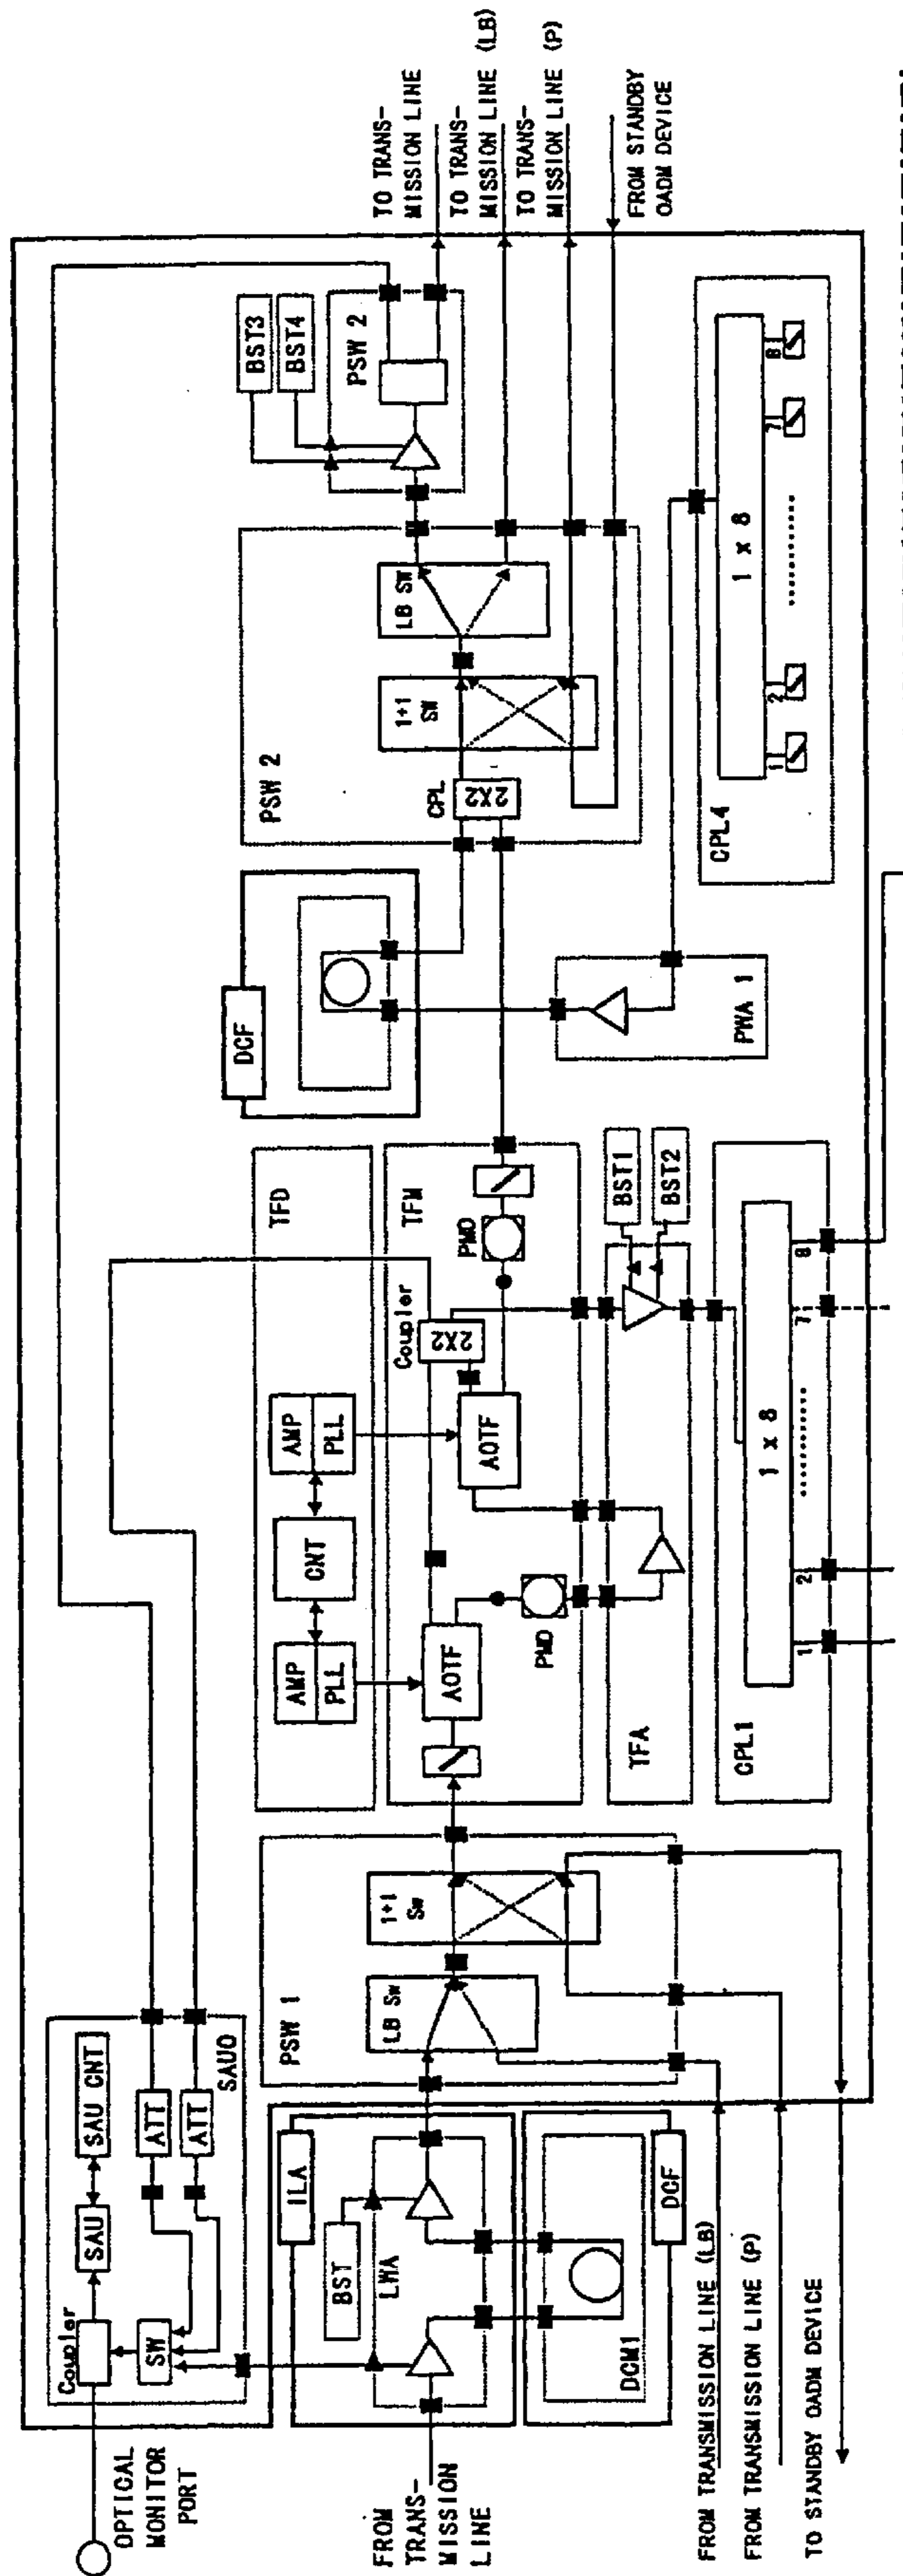 OPTICAL
MONITOR
PORT
Coupler
SAU
SAU CNT
SW
ATT
ATT
SAU0
FROM
TRANS-
MISSION
LINE
ILA
BST
LWA
DCM1
DCF
FROM TRANSMISSION LINE (LB)
FROM TRANSMISSION LINE (P)
TO STANDBY OADM DEVICE
PSW 1
LB SW
1+1
SW
TFD
AMP
PLL
CNT
AMP
PLL
TFM
AOTF
PMD
AOTF
Coupler
2X2
PMD
TFA
BST1
BST2
CPL1
1 x 8
1
2
.........
7
8
DCF
PWA 1
PSW 2
CPL
2X2
1+1
SW
LB SW
BST3
BST4
PSW 2
CPL4
1 x 8
1
2
.........
7
8
TO TRANS-
MISSION LINE
TO TRANS-
MISSION LINE (LB)
TO TRANS-
MISSION LINE (P)
FROM STANDBY
OADM DEVICE